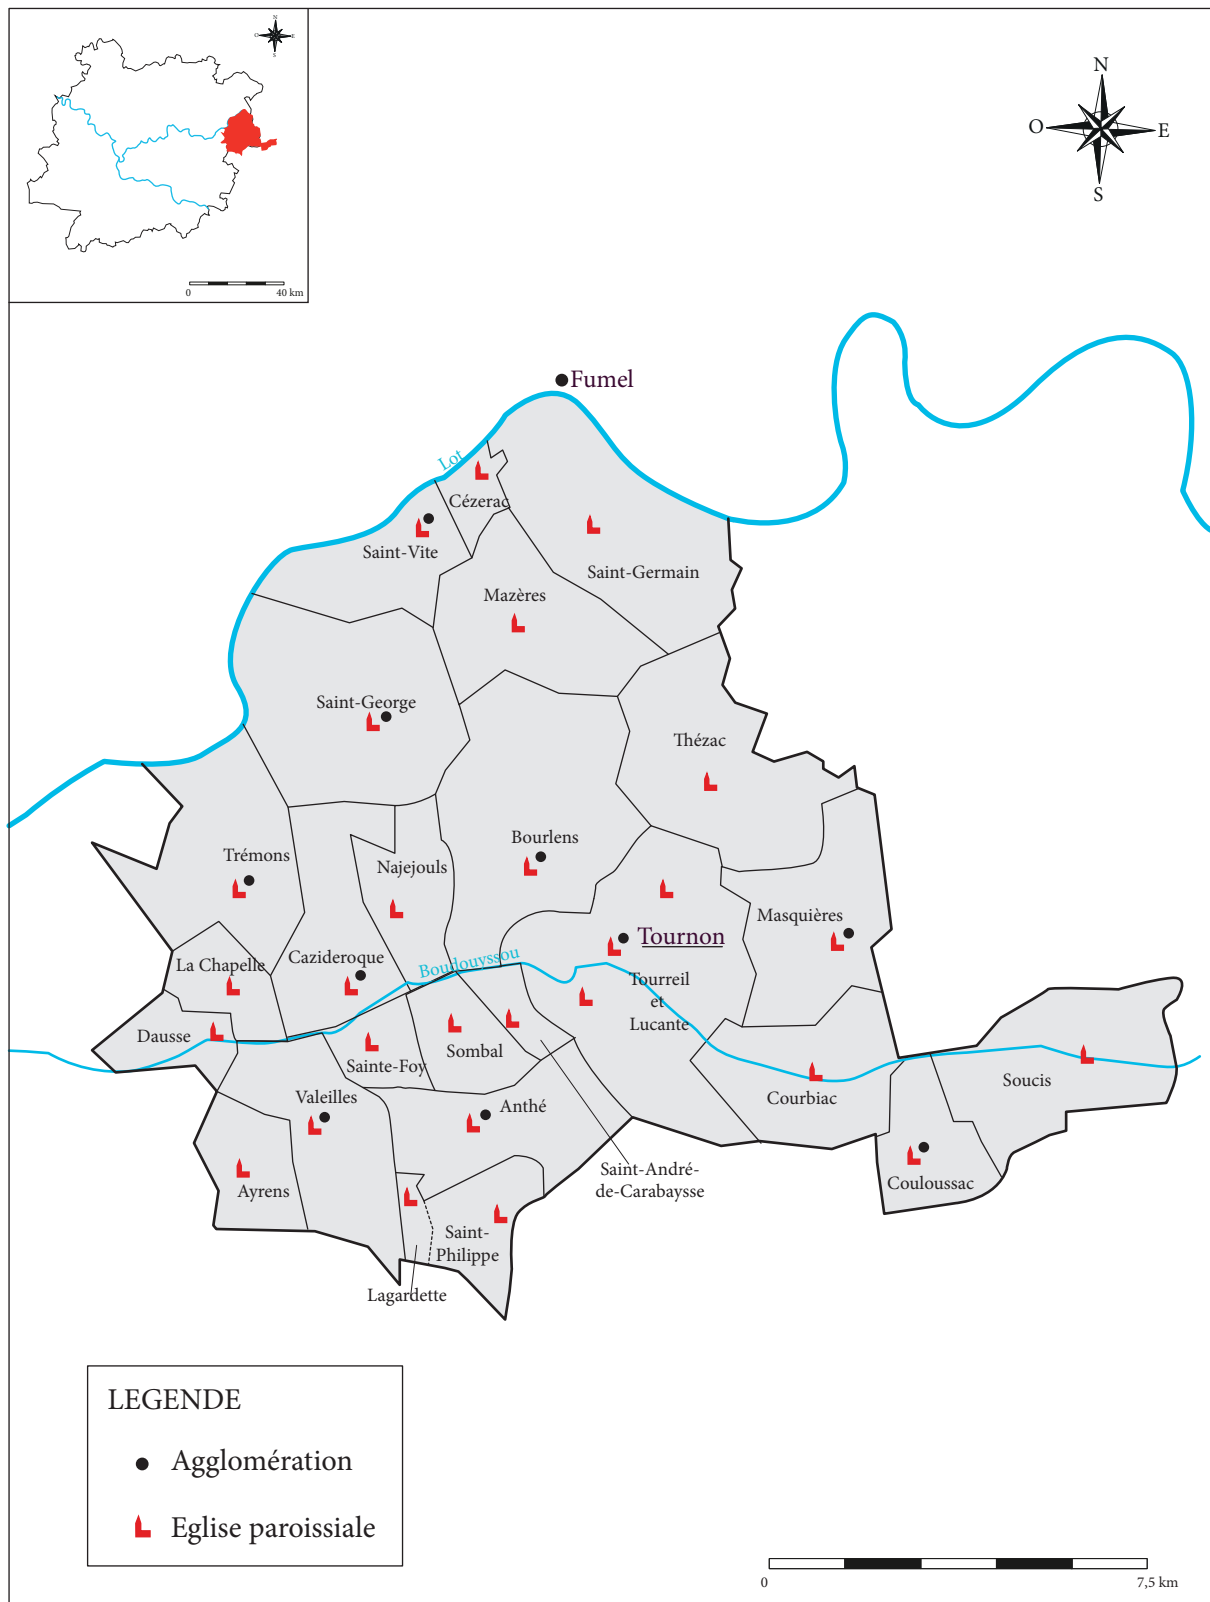 N
O
E
S
0
40 km
N
O
E
S
Fumel
Lot
Cézerac
Saint-Vite
Saint-Germain
Mazères
Saint-George
Thézac
Bourlens
Trémons
Najejouls
Masquières
Tournon
La Chapelle
Cazideroque
Boudouyssou
Tourreil
et
Lucante
Dausse
Sombal
Sainte-Foy
Soucis
Valeilles
Anthé
Courbiac
Saint-André-
de-Carabaysse
Couloussac
Ayrens
Saint-
Philippe
Lagardette
LEGENDE
Agglomération
Eglise paroissiale
0
7,5 km